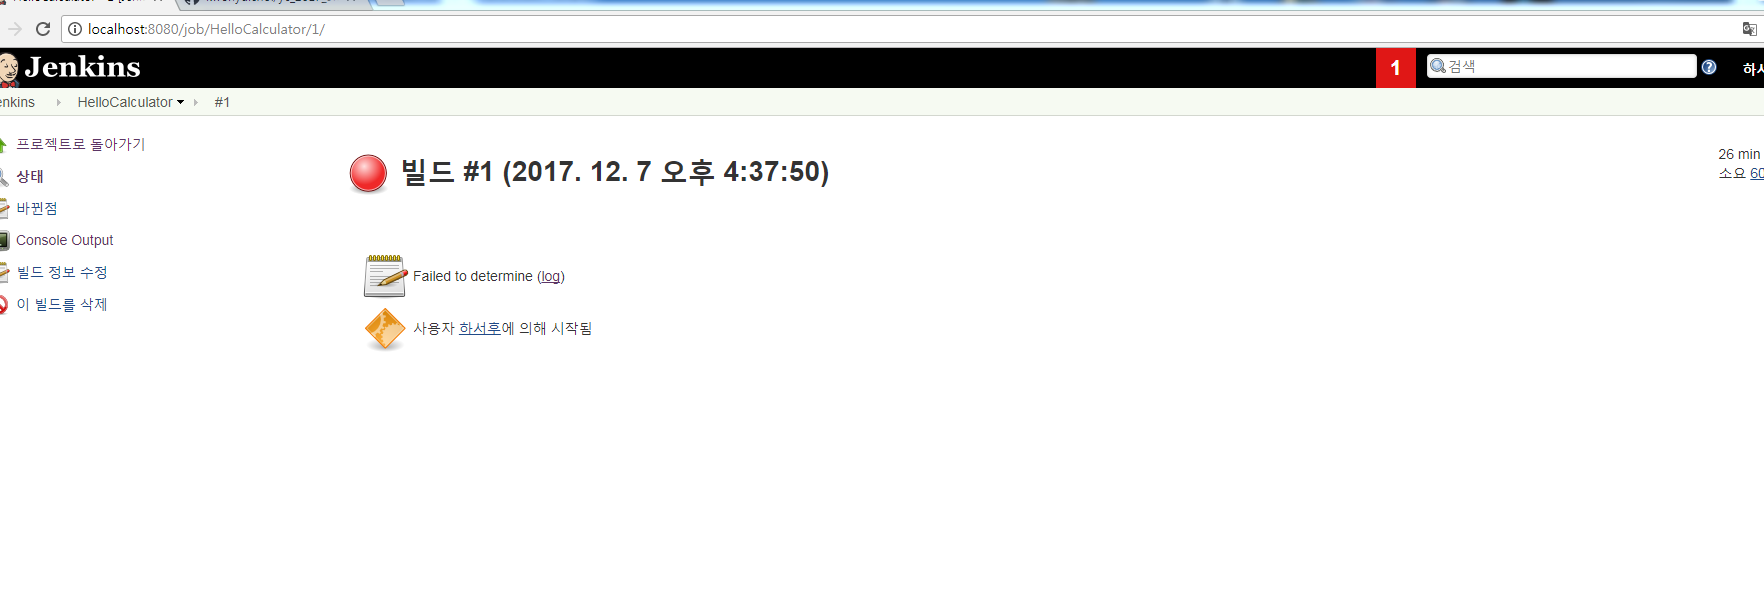 localhost:8080/job/HelloCalculator/1/
Jenkins
1
검색
enkins
HelloCalculator
#1
프로젝트로 돌아가기
상태
바뀐점
Console Output
빌드 정보 수정
이 빌드를 삭제
빌드 #1 (2017. 12. 7 오후 4:37:50)
26 min
소요 60
Failed to determine (log)
사용자 하서후에 의해 시작됨